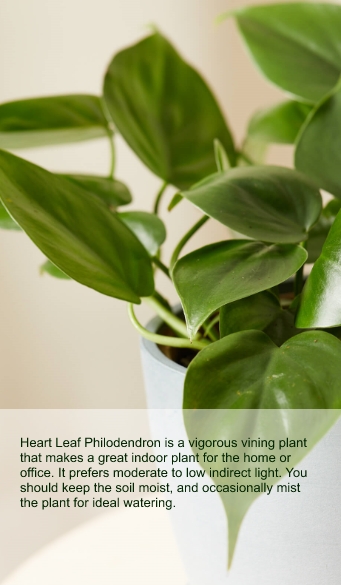 Heart Leaf Philodendron is a vigorous vining plant
that makes a great indoor plant for the home or
office. It prefers moderate to low indirect light. You
should keep the soil moist, and occasionally mist
the plant for ideal watering.